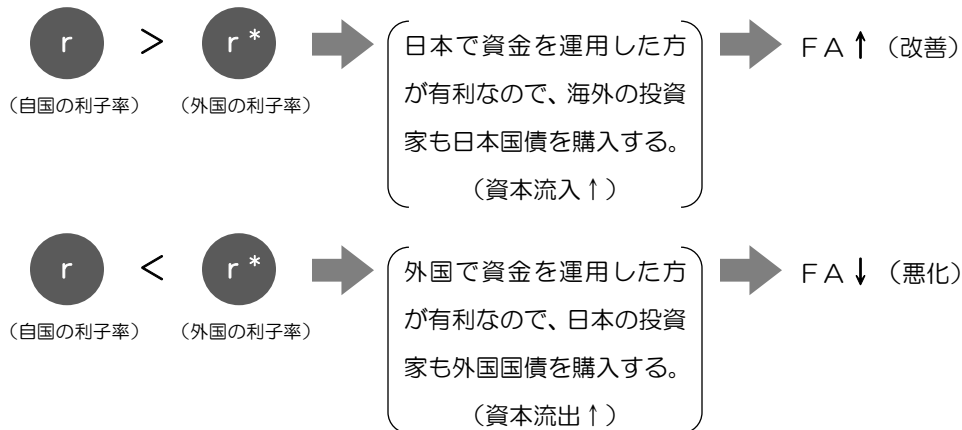 r > r*
（自国の利子率）
（外国の利子率）
日本で資金を運用した方
が有利なので、海外の投資
家も日本国債を購入する。
（資本流入↑）
ＦＡ↑（改善）
r < r*
（自国の利子率）
（外国の利子率）
外国で資金を運用した方
が有利なので、日本の投資
家も外国国債を購入する。
（資本流出↑）
ＦＡ↓（悪化）